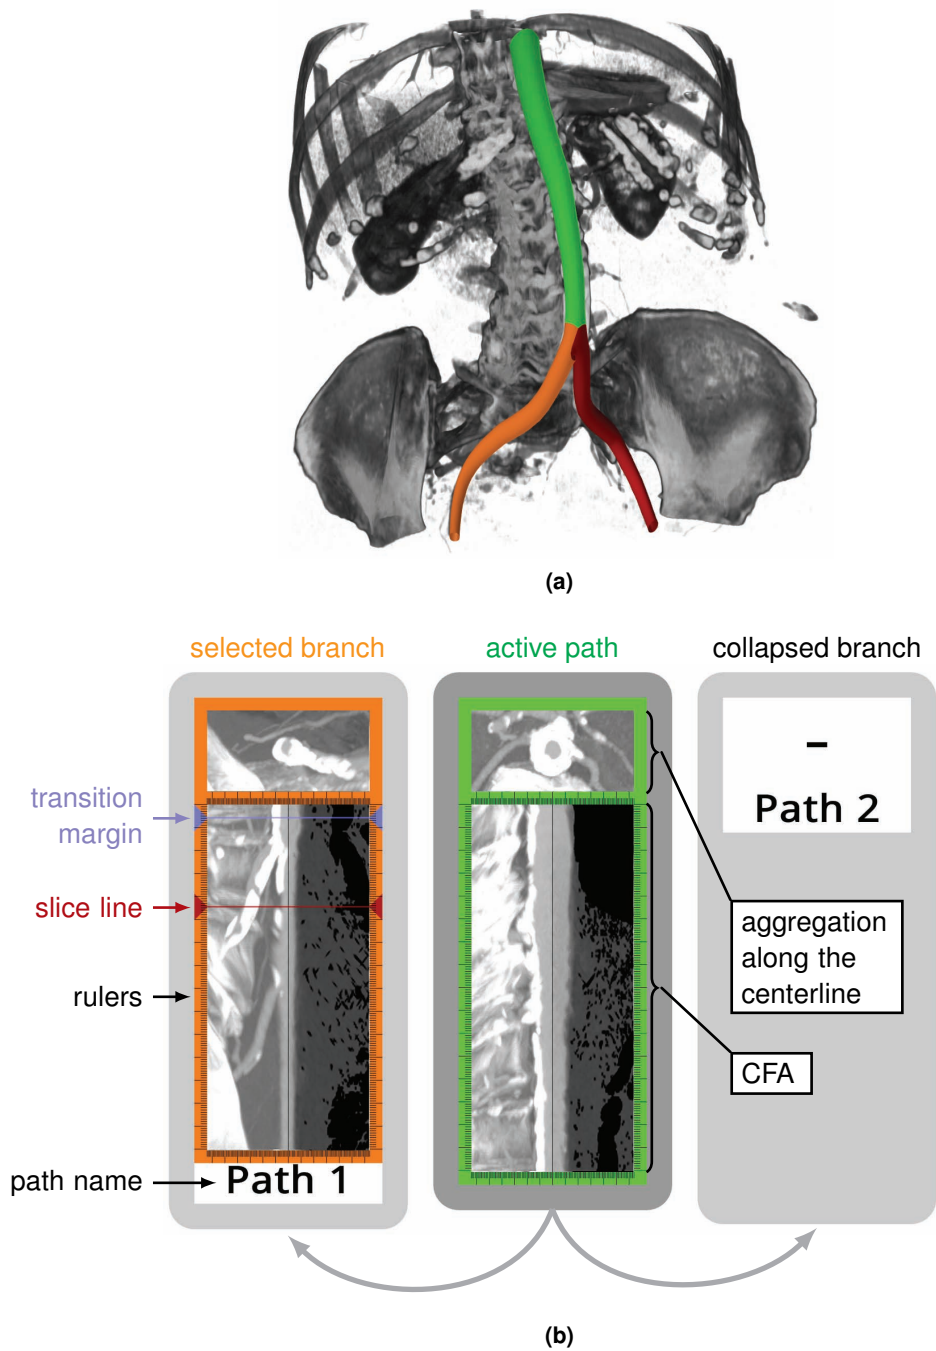 (a)
selected branch
active path
collapsed branch
–
Path 2
transition
margin
slice line
rulers
path name
Path 1
aggregation
along the
centerline
CFA
(b)